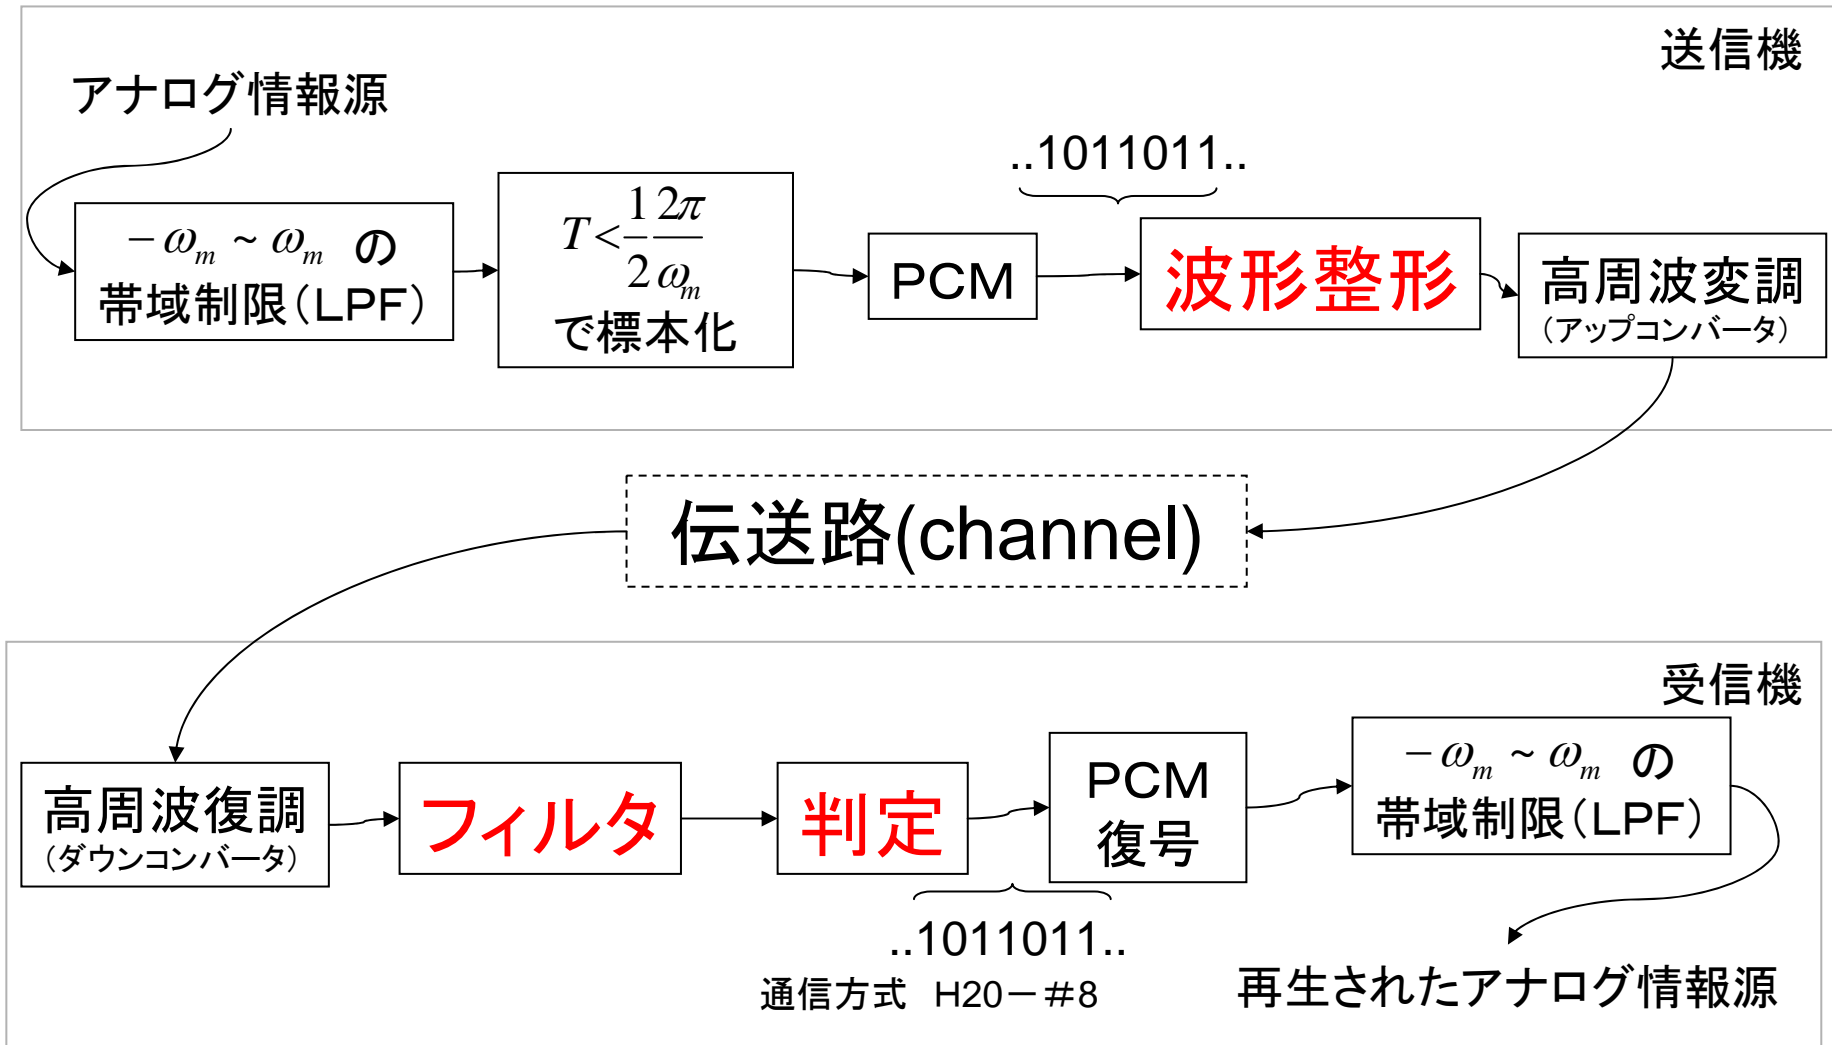 送信機
アナログ情報源
..1011011..
−ωm ~ ωm の
帯域制限(LPF)
T < 1/2 2π/ωm
で標本化
PCM
波形整形
高周波変調
(アップコンバータ)
伝送路(channel)
受信機
高周波復調
(ダウンコンバータ)
フィルタ
判定
PCM
復号
−ωm ~ ωm の
帯域制限(LPF)
..1011011..
通信方式 H20－#8
再生されたアナログ情報源